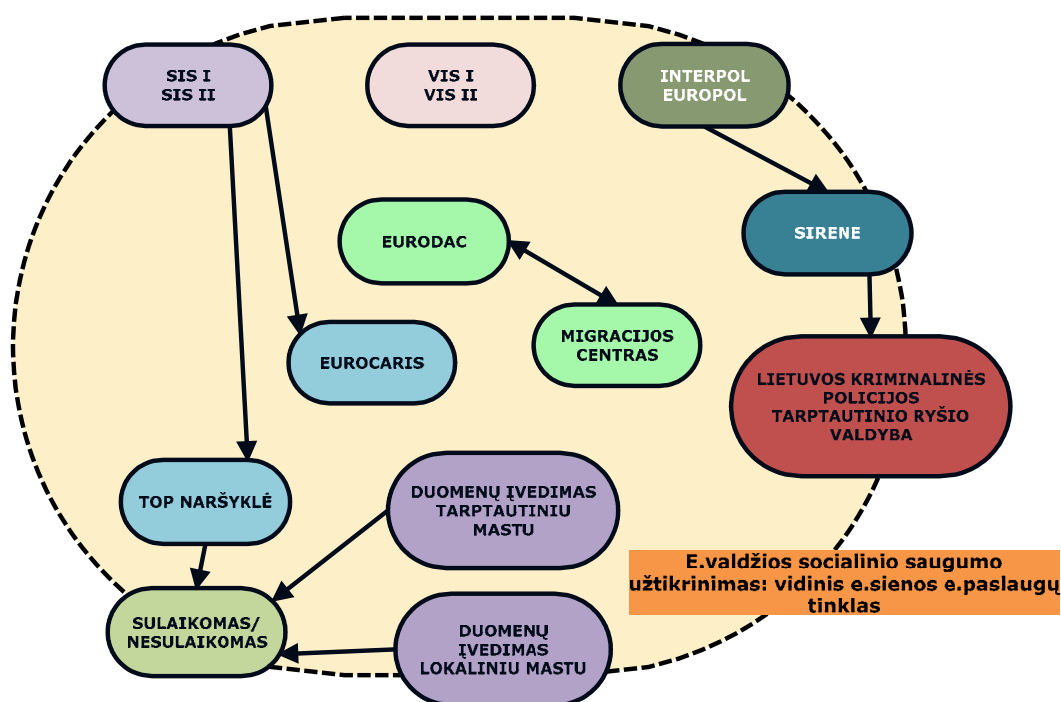 SIS I
SIS II
VIS I
VIS II
INTERPOL
EUROPOL
SIRENE
EURODAC
MIGRACIJOS
CENTRAS
EUROCARIS
LIETUVOS KRIMINALINĖS
POLICIJOS
TARPTAUTINIO RYŠIO
VALDYBA
TOP NARŠYKLĖ
DUOMENŲ ĮVEDIMAS
TARPTAUTINIU
MASTU
E.valdžios socialinio saugumo
užtikrinimas: vidinis e.sienos e.paslaugų
tinklas
SULAIKOMAS/
NESULAIKOMAS
DUOMENŲ
ĮVEDIMAS
LOKALINIU MASTU